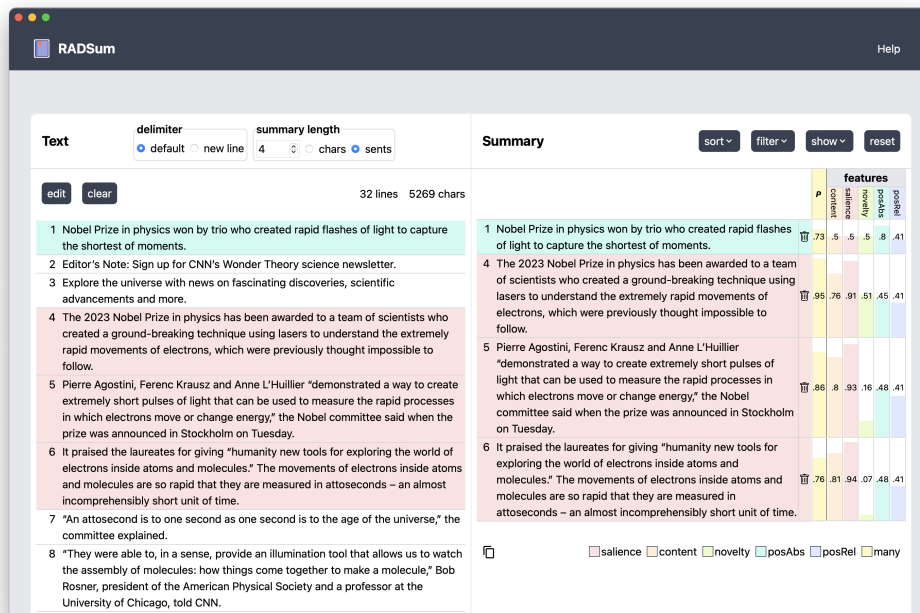 RADSum
Help
Text
delimiter
default new line
summary length
4 chars sents
Summary
sort
filter
show
reset
edit
clear
32 lines 5269 chars
features
P
content
salience
novelty
posAbs
posRel
1 Nobel Prize in physics won by trio who created rapid flashes of light to capture
the shortest of moments.
2 Editor's Note: Sign up for CNN's Wonder Theory science newsletter.
3 Explore the universe with news on fascinating discoveries, scientific
advancements and more.
4 The 2023 Nobel Prize in physics has been awarded to a team of scientists who
created a ground-breaking technique using lasers to understand the extremely
rapid movements of electrons, which were previously thought impossible to
follow.
5 Pierre Agostini, Ferenc Krausz and Anne L'Huillier “demonstrated a way to create
extremely short pulses of light that can be used to measure the rapid processes
in which electrons move or change energy,” the Nobel committee said when the
prize was announced in Stockholm on Tuesday.
6 It praised the laureates for giving “humanity new tools for exploring the world of
electrons inside atoms and molecules.” The movements of electrons inside atoms
and molecules are so rapid that they are measured in attoseconds – an almost
incomprehensibly short unit of time.
7 “An attosecond is to one second as one second is to the age of the universe,” the
committee explained.
8 “They were able to, in a sense, provide an illumination tool that allows us to watch
the assembly of molecules: how things come together to make a molecule,” Bob
Rosner, president of the American Physical Society and a professor at the
University of Chicago, told CNN.
1 Nobel Prize in physics won by trio who created rapid flashes
of light to capture the shortest of moments.
.73 .5 .5 .5 .8 .41
4 The 2023 Nobel Prize in physics has been awarded to a team
of scientists who created a ground-breaking technique using
lasers to understand the extremely rapid movements of
electrons, which were previously thought impossible to
follow.
.95 .76 .91 .51 .45 .41
5 Pierre Agostini, Ferenc Krausz and Anne L'Huillier
“demonstrated a way to create extremely short pulses of
light that can be used to measure the rapid processes in
which electrons move or change energy,” the Nobel
committee said when the prize was announced in Stockholm
on Tuesday.
.86 .8 .93 .16 .48 .41
6 It praised the laureates for giving “humanity new tools for
exploring the world of electrons inside atoms and
molecules.” The movements of electrons inside atoms and
molecules are so rapid that they are measured in
attoseconds – an almost incomprehensibly short unit of time.
.76 .81 .94 .07 .48 .41
salience content novelty posAbs posRel many